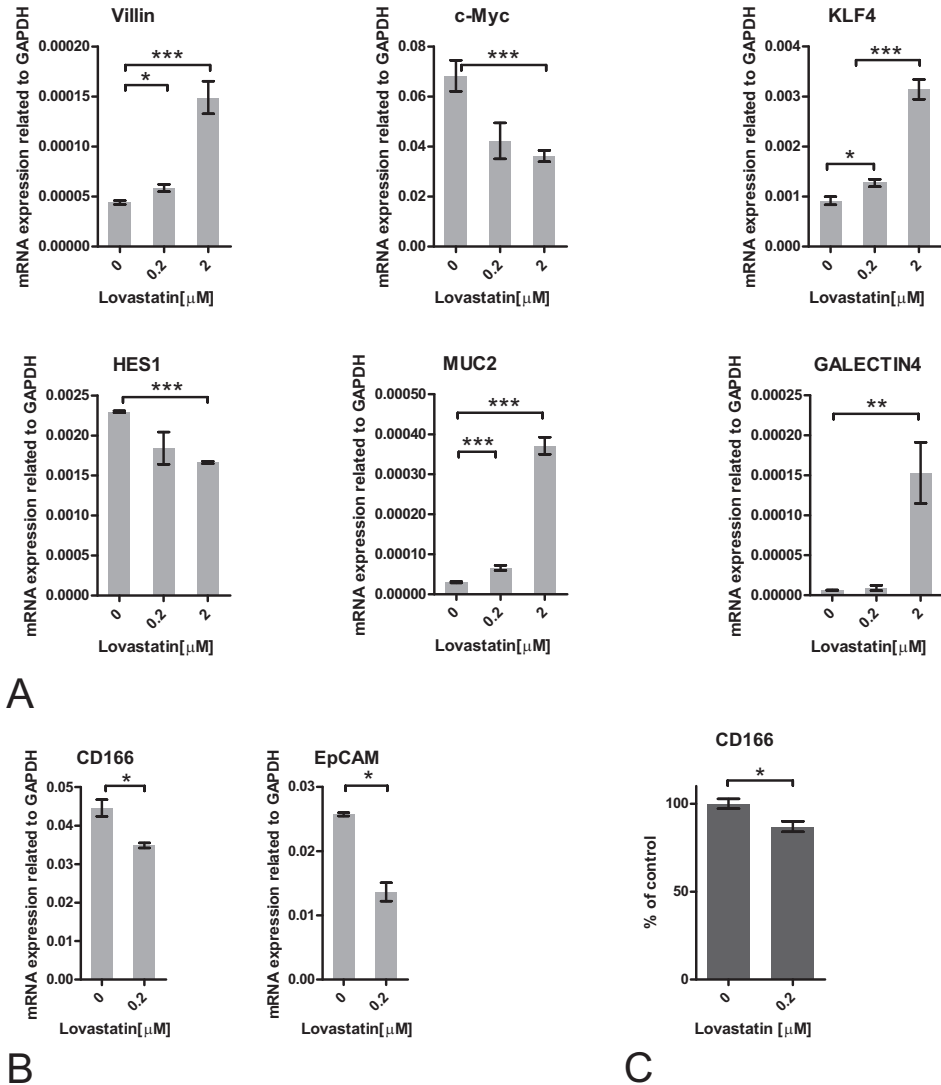 Villin
mRNA expression related to GAPDH
0.00020
0.00015
0.00010
0.00005
0.00000
***
*
0
0.2
2
Lovastatin[μM]
c-Myc
mRNA expression related to GAPDH
0.08
0.06
0.04
0.02
0.00
***
0
0.2
2
Lovastatin[μM]
KLF4
mRNA expression related to GAPDH
0.004
0.003
0.002
0.001
0.000
***
*
0
0.2
2
Lovastatin[μM]
HES1
mRNA expression related to GAPDH
0.0025
0.0020
0.0015
0.0010
0.0005
0.0000
***
0
0.2
2
Lovastatin[μM]
MUC2
mRNA expression related to GAPDH
0.00050
0.00040
0.00030
0.00020
0.00010
0.00000
***
***
0
0.2
2
Lovastatin[μM]
GALECTIN4
mRNA expression related to GAPDH
0.00025
0.00020
0.00015
0.00010
0.00005
0.00000
**
0
0.2
2
Lovastatin[μM]
A
CD166
mRNA expression related to GAPDH
0.05
0.04
0.03
0.02
0.01
0.00
*
0
0.2
Lovastatin[μM]
EpCAM
mRNA expression related to GAPDH
0.03
0.02
0.01
0.00
*
0
0.2
Lovastatin[μM]
B
CD166
% of control
100
50
0
*
0
0.2
Lovastatin [μM]
C